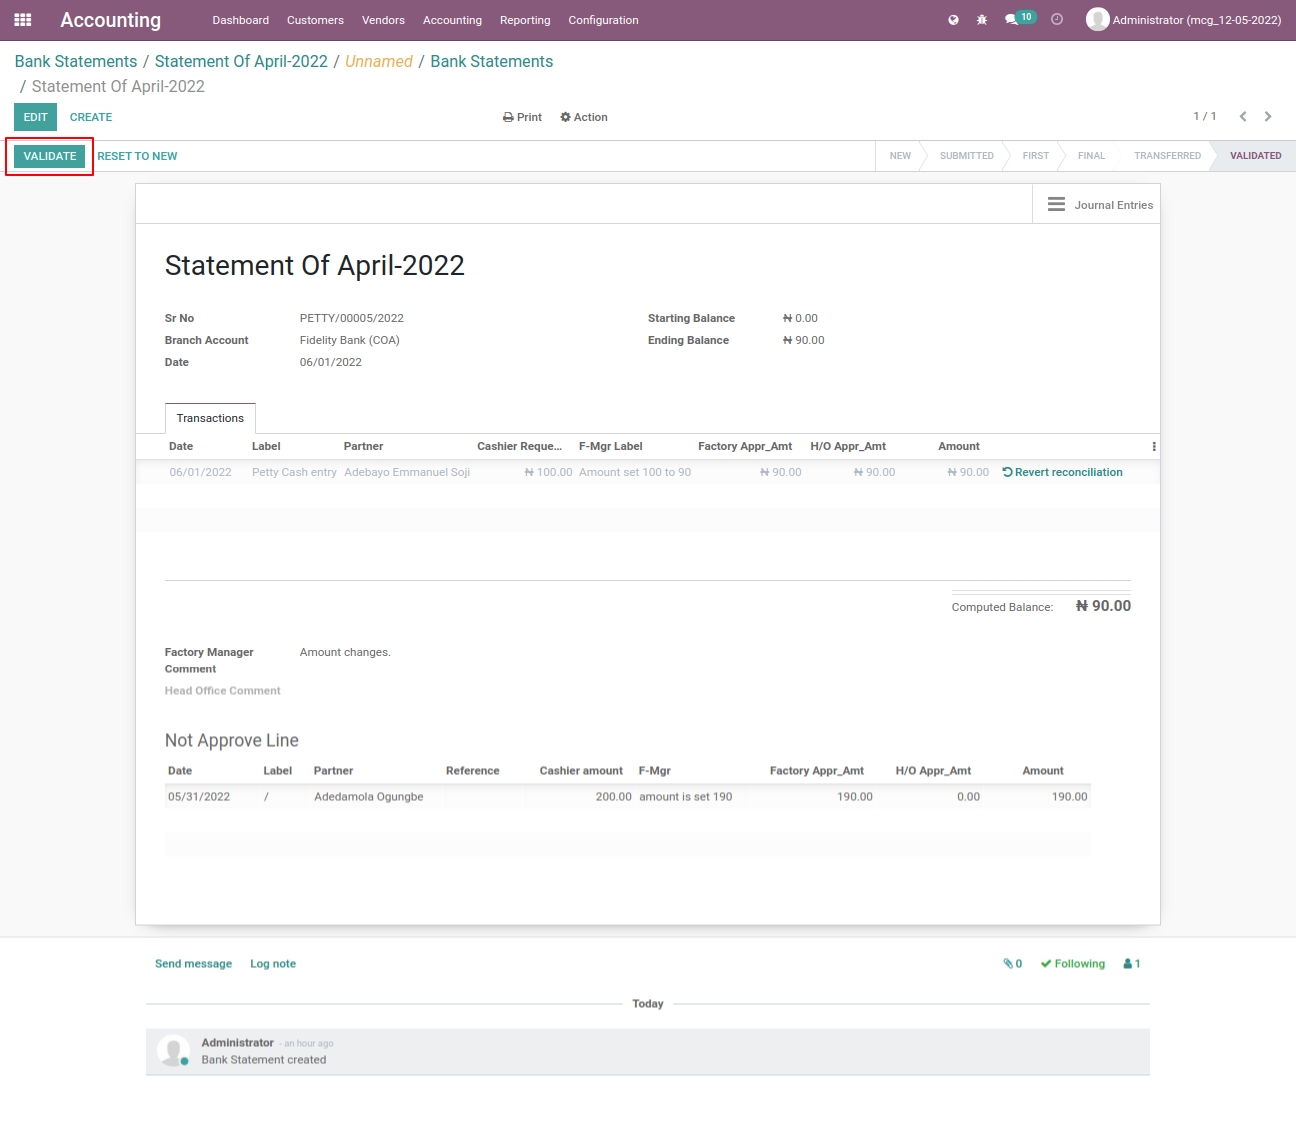 Accounting Dashboard Customers Vendors Accounting Reporting Configuration 10 Administrator (mcg_12-05-2022)
Bank Statements / Statement Of April-2022 / Unnamed / Bank Statements
/ Statement Of April-2022
EDIT CREATE Print Action 1 / 1
VALIDATE RESET TO NEW NEW SUBMITTED FIRST FINAL TRANSFERRED VALIDATED
Journal Entries
Statement Of April-2022
Sr No PETTY/00005/2022 Starting Balance ₦ 0.00
Branch Account Fidelity Bank (COA) Ending Balance ₦ 90.00
Date 06/01/2022
Transactions
Date Label Partner Cashier Reque... F-Mgr Label Factory Appr_Amt H/O Appr_Amt Amount
06/01/2022 Petty Cash entry Adebayo Emmanuel Soji ₦ 100.00 Amount set 100 to 90 ₦ 90.00 ₦ 90.00 ₦ 90.00 Revert reconciliation
Computed Balance: ₦ 90.00
Factory Manager Amount changes.
Comment
Head Office Comment
Not Approve Line
Date Label Partner Reference Cashier amount F-Mgr Factory Appr_Amt H/O Appr_Amt Amount
05/31/2022 / Adedamola Ogungbe 200.00 amount is set 190 190.00 0.00 190.00
Send message Log note 0 Following 1
Today
Administrator - an hour ago
Bank Statement created